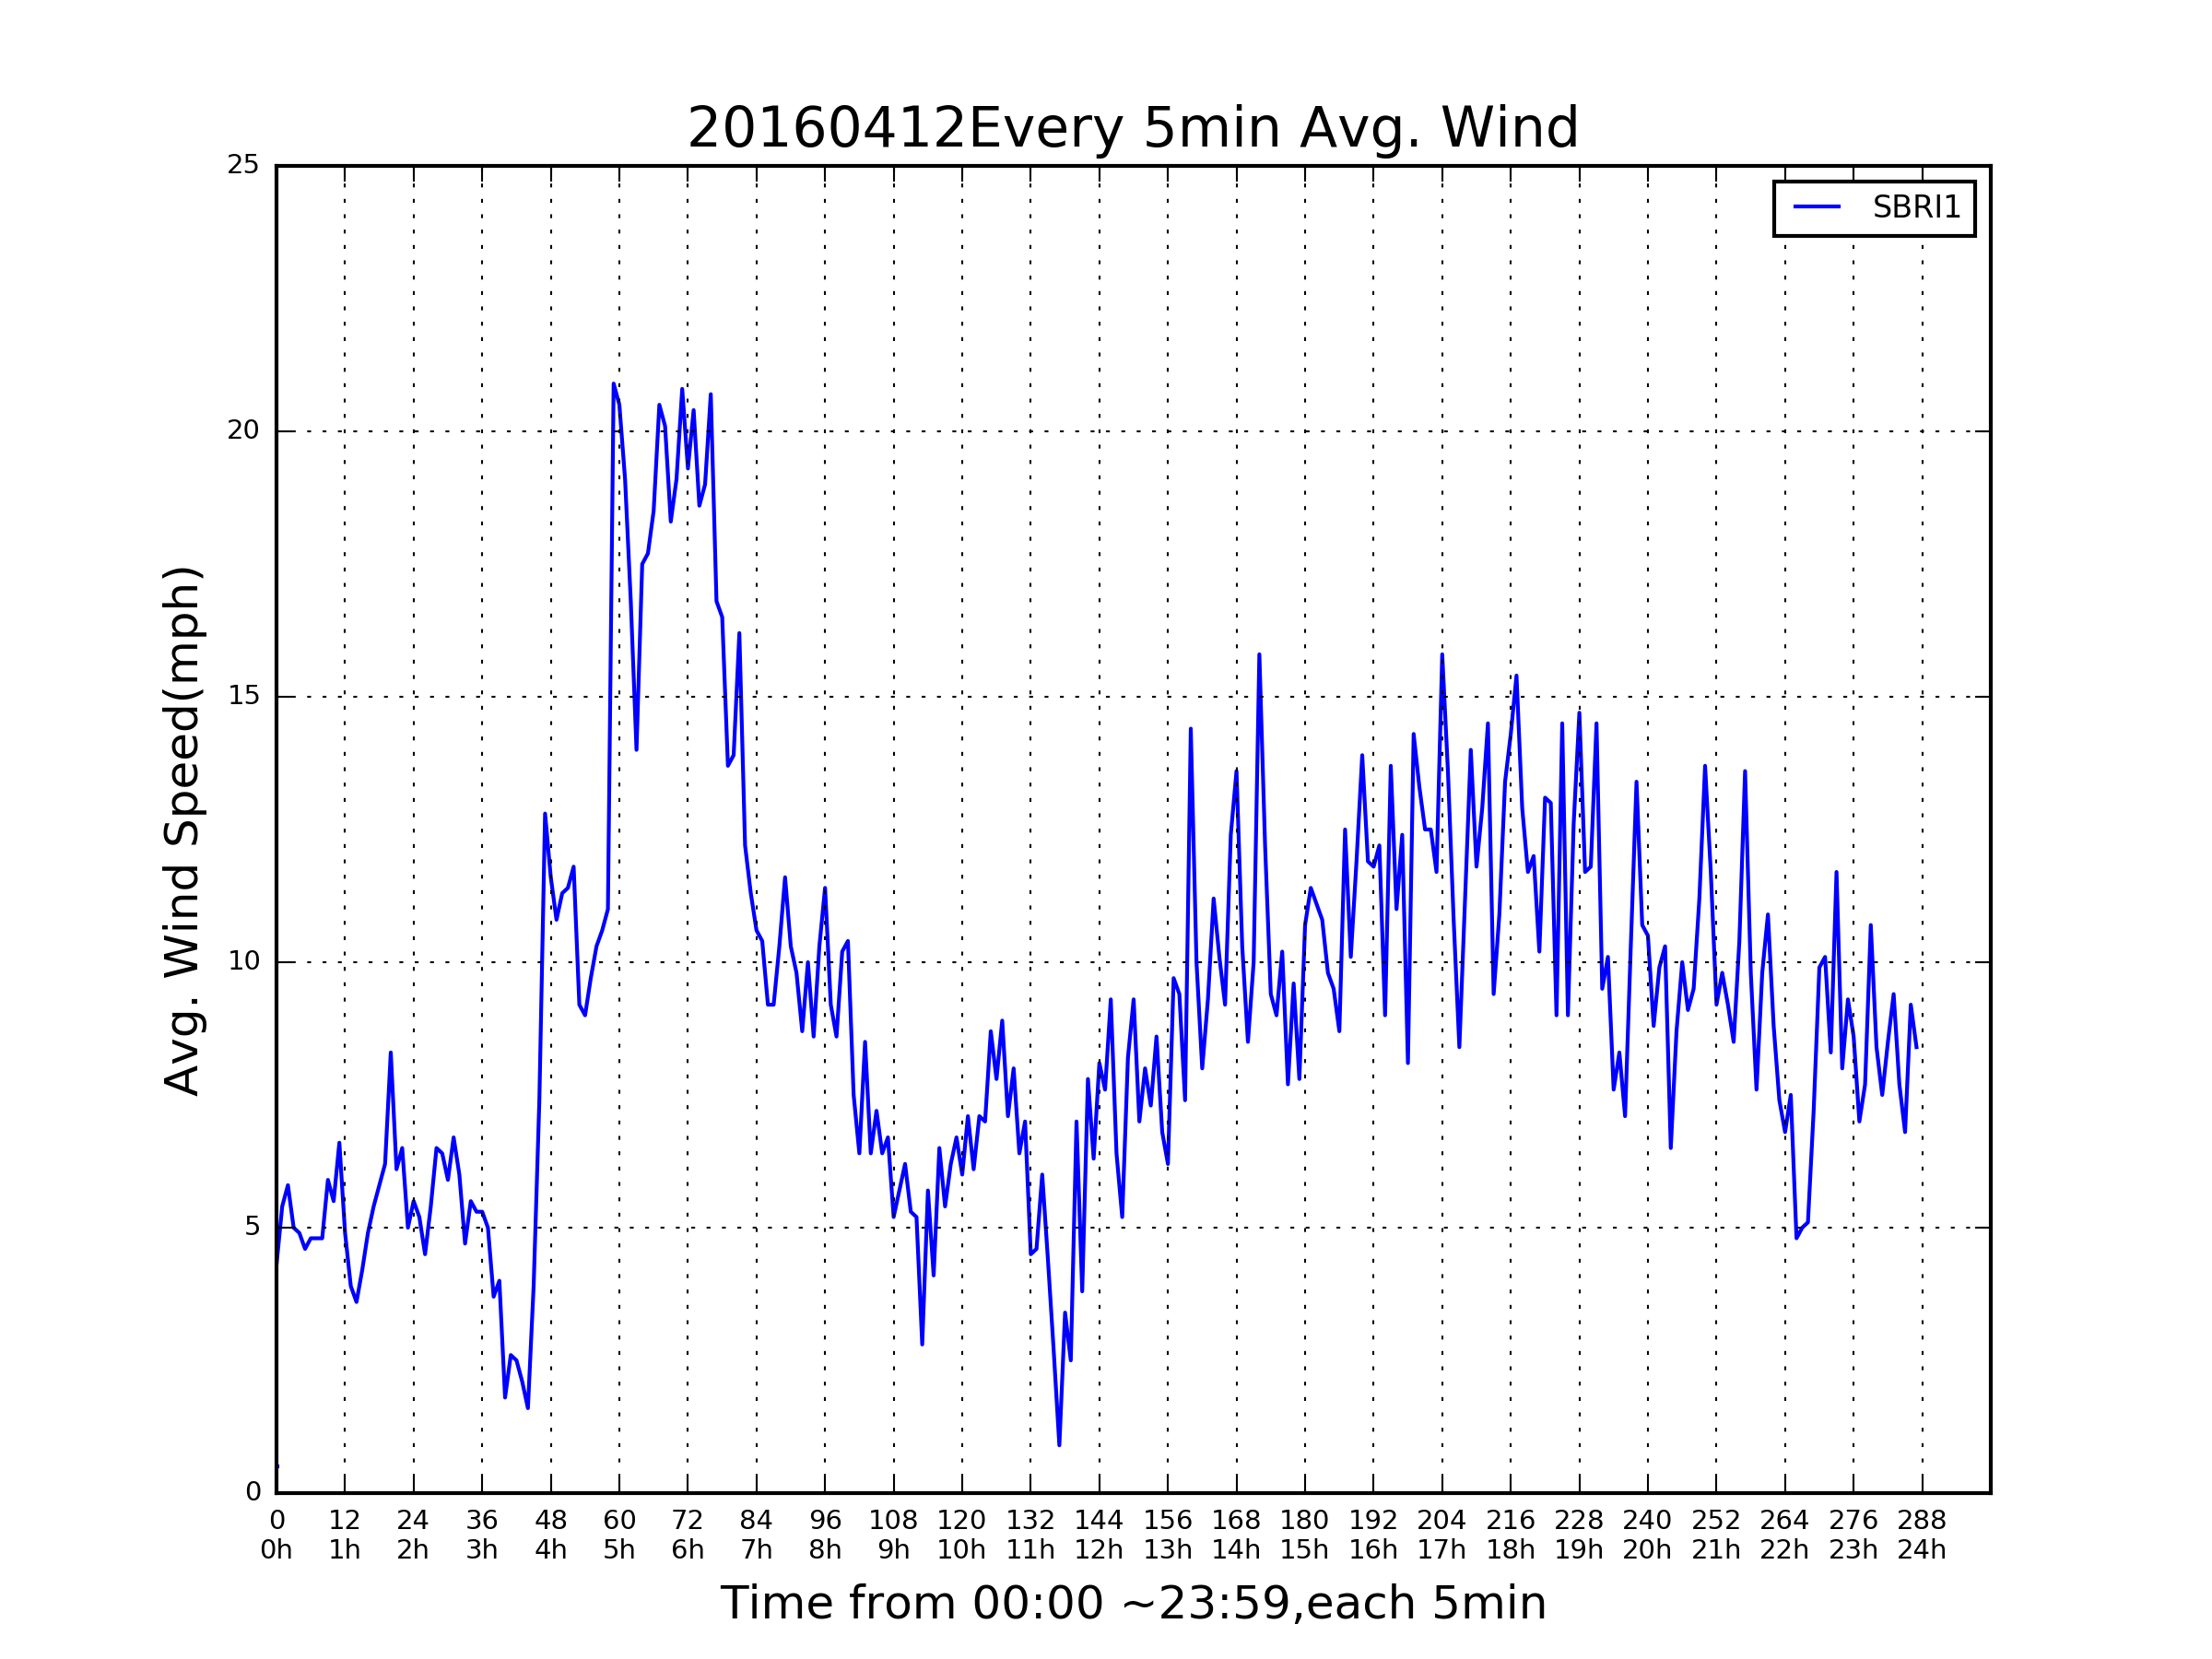 20160412Every 5min Avg. Wind
SBRI1
Avg. Wind Speed(mph)
25
20
15
10
5
0
0 12 24 36 48 60 72 84 96 108 120 132 144 156 168 180 192 204 216 228 240 252 264 276 288
0h 1h 2h 3h 4h 5h 6h 7h 8h 9h 10h 11h 12h 13h 14h 15h 16h 17h 18h 19h 20h 21h 22h 23h 24h
Time from 00:00 ~23:59,each 5min